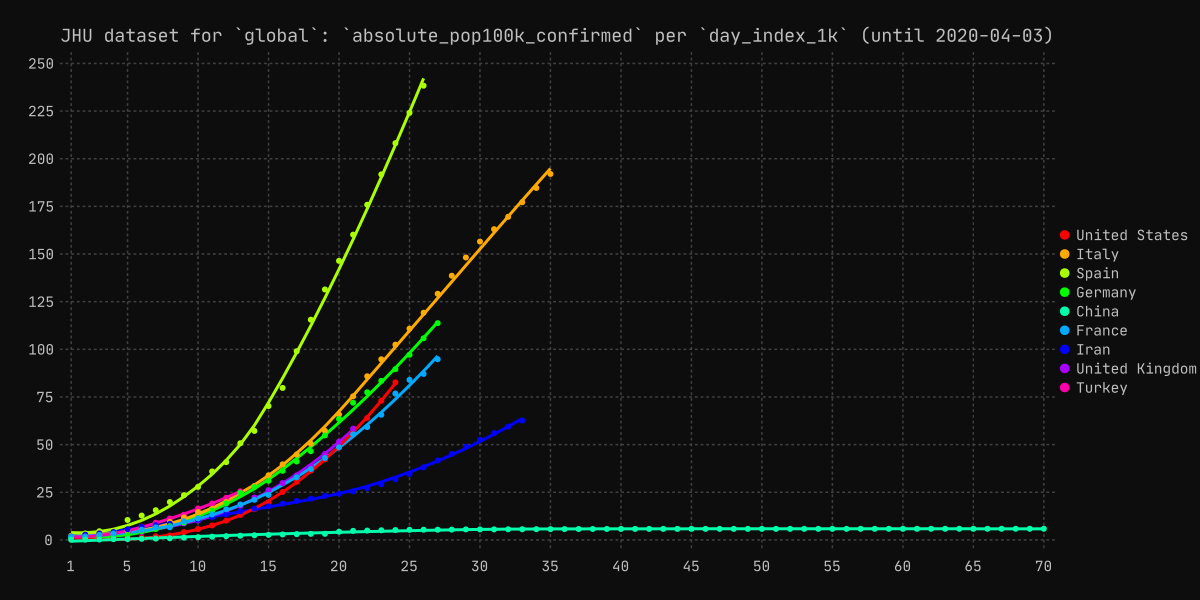 JHU dataset for `global`: `absolute_pop100k_confirmed` per `day_index_1k` (until 2020-04-03)
250
225
200
175
150
125
100
75
50
25
0
1 5 10 15 20 25 30 35 40 45 50 55 60 65 70
United States
Italy
Spain
Germany
China
France
Iran
United Kingdom
Turkey